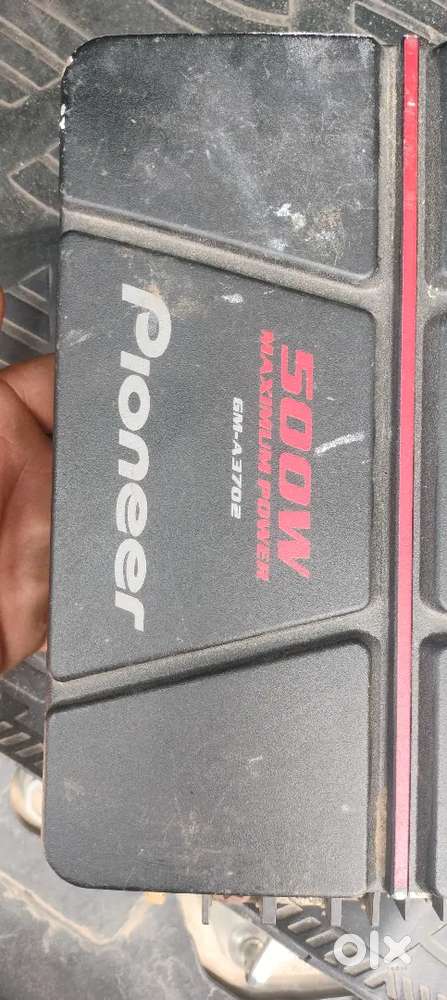 500W
MAXIMUM POWER
GM-A3702
Pioneer
olx